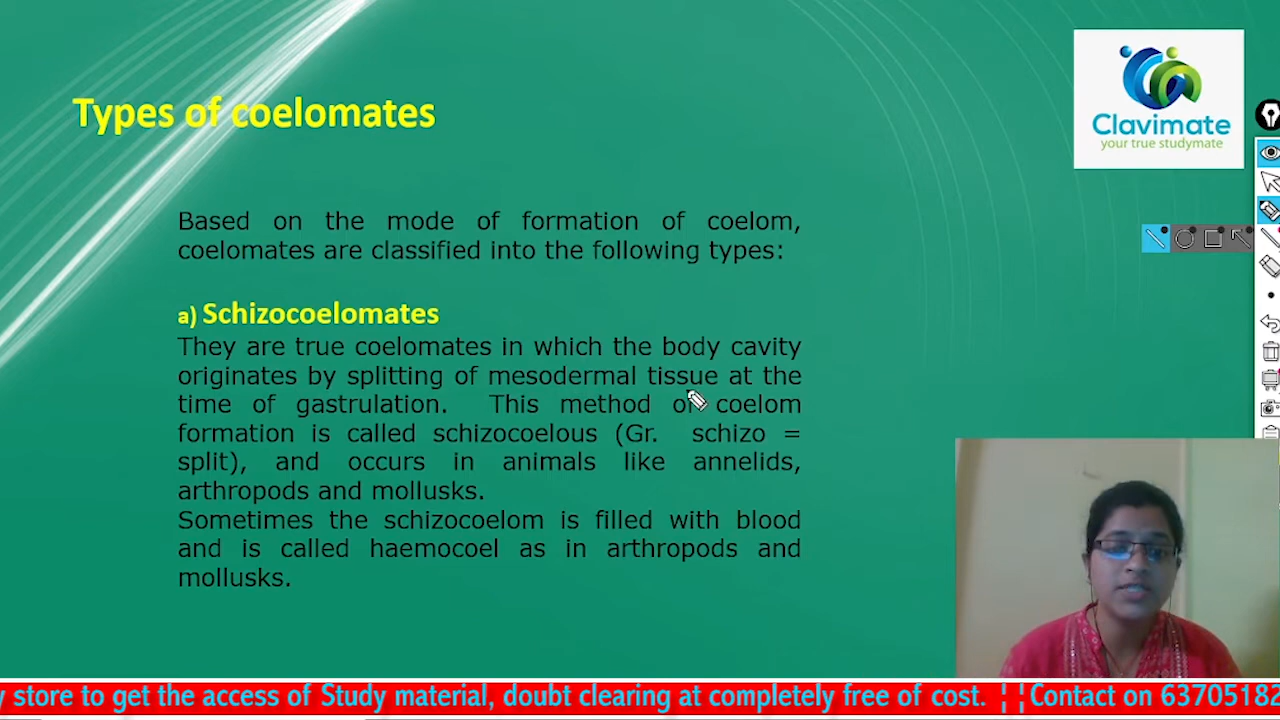 Types of coelomates
Clavimate
your true studymate
Based on the mode of formation of coelom,
coelomates are classified into the following types:
a) Schizocoelomates
They are true coelomates in which the body cavity
originates by splitting of mesodermal tissue at the
time of gastrulation. This method of coelom
formation is called schizocoelous (Gr. schizo =
split), and occurs in animals like annelids,
arthropods and mollusks.
Sometimes the schizocoelom is filled with blood
and is called haemocoel as in arthropods and
mollusks.
y store to get the access of Study material, doubt clearing at completely free of cost. ¦ ¦Contact on 63705182